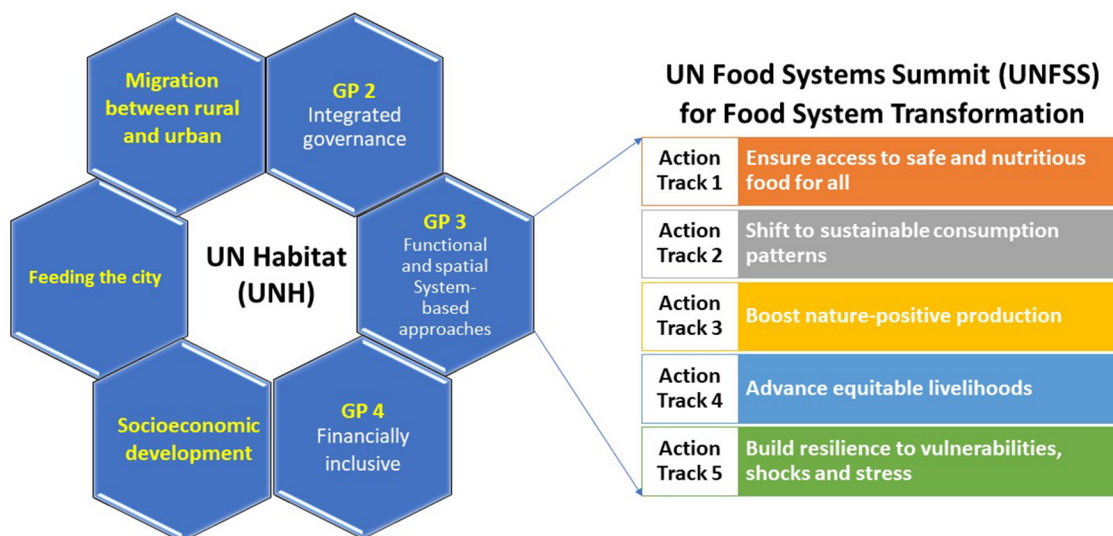 Migration
between rural
and urban
GP 2
Integrated
governance
Feeding the city
UN Habitat
(UNH)
GP 3
Functional
and spatial
System-
based
approaches
Socioeconomic
development
GP 4
Financially
inclusive
UN Food Systems Summit (UNFSS)
for Food System Transformation
Action
Track 1
Ensure access to safe and nutritious
food for all
Action
Track 2
Shift to sustainable consumption
patterns
Action
Track 3
Boost nature-positive production
Action
Track 4
Advance equitable livelihoods
Action
Track 5
Build resilience to vulnerabilities,
shocks and stress